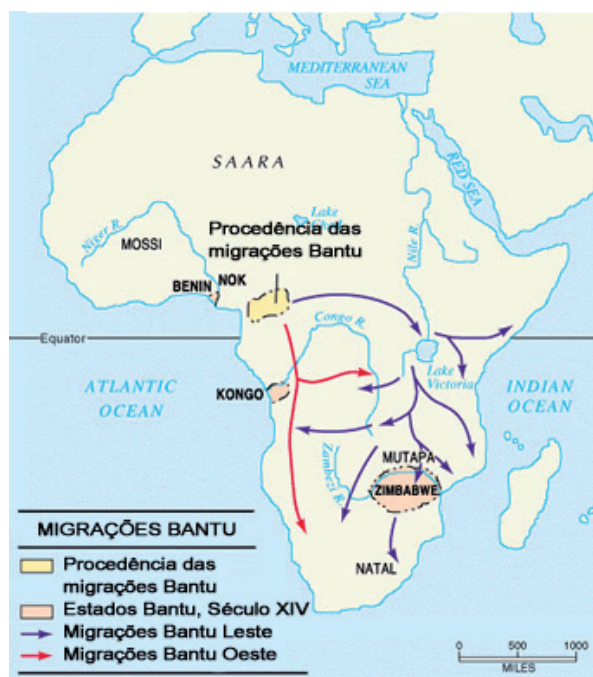 MEDITERRANEAN
SEA
RED SEA
SAARA
Lake
Nile R.
Niger R.
MOSSI
Procedência das
migrações Bantu
NOK
BENIN
Equator
Congo R.
Lake
Victoria
ATLANTIC
OCEAN
INDIAN
OCEAN
KONGO
MUTAPA
Zambezi R.
ZIMBABWE
NATAL
MIGRAÇÕES BANTU
Procedência das
migrações Bantu
Estados Bantu, Século XIV
Migrações Bantu Leste
Migrações Bantu Oeste
0 500 1000
MILES